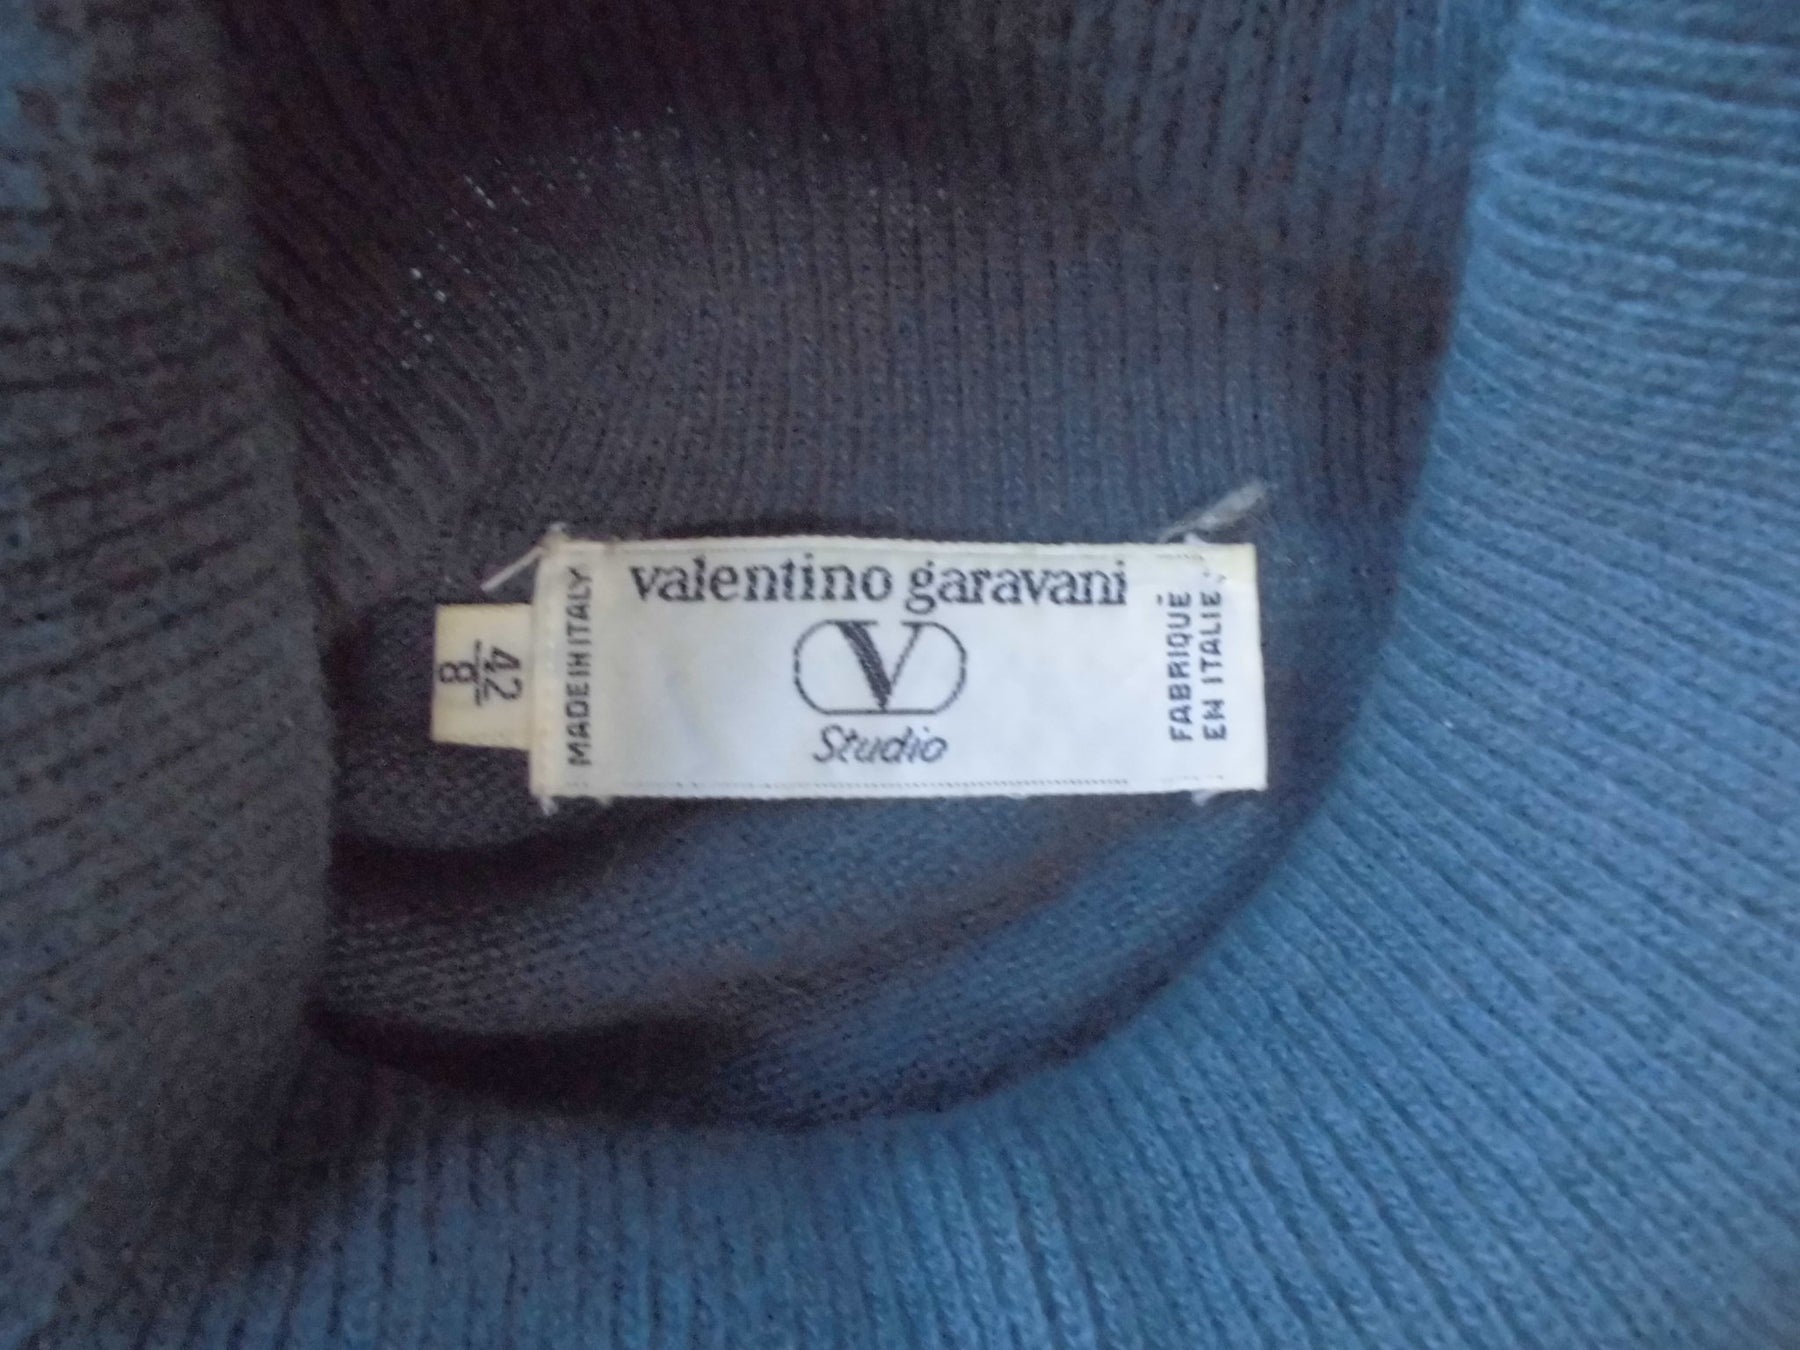 valentino garavani
V
Studio
MADE IN ITALY
FABRIQUÉ
EN ITALIE
42
8